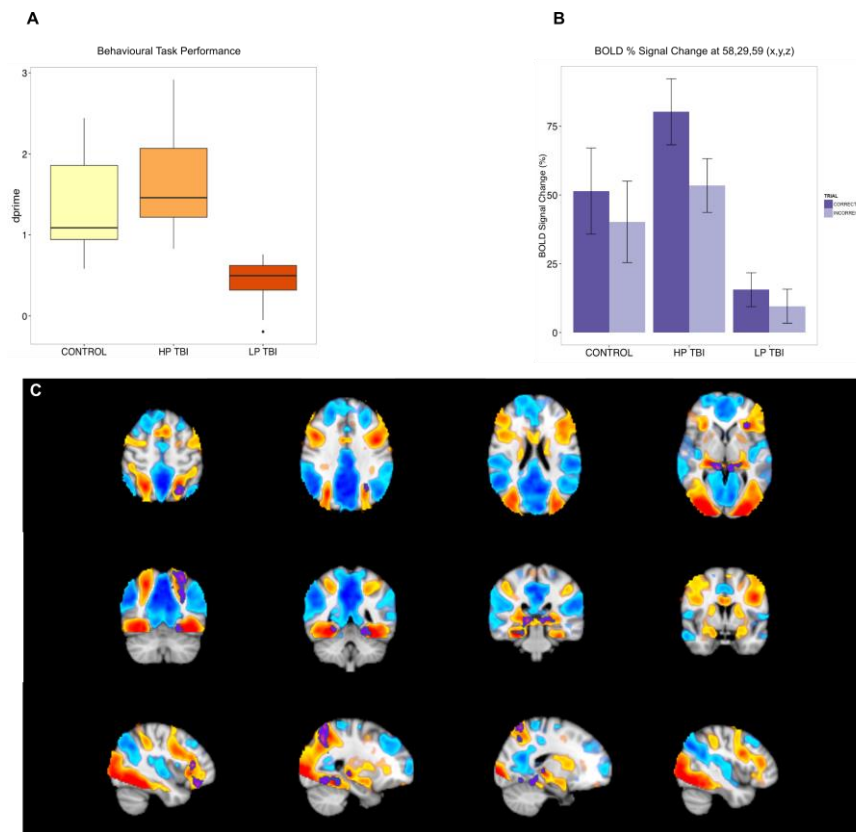 A
Behavioural Task Performance
dprime
3
2
1
0
CONTROL
HP TBI
LP TBI
B
BOLD % Signal Change at 58,29,59 (x,y,z)
BOLD Signal Change (%)
75
50
25
0
CONTROL
HP TBI
LP TBI
TRIAL
CORRECT
INCORREC
C